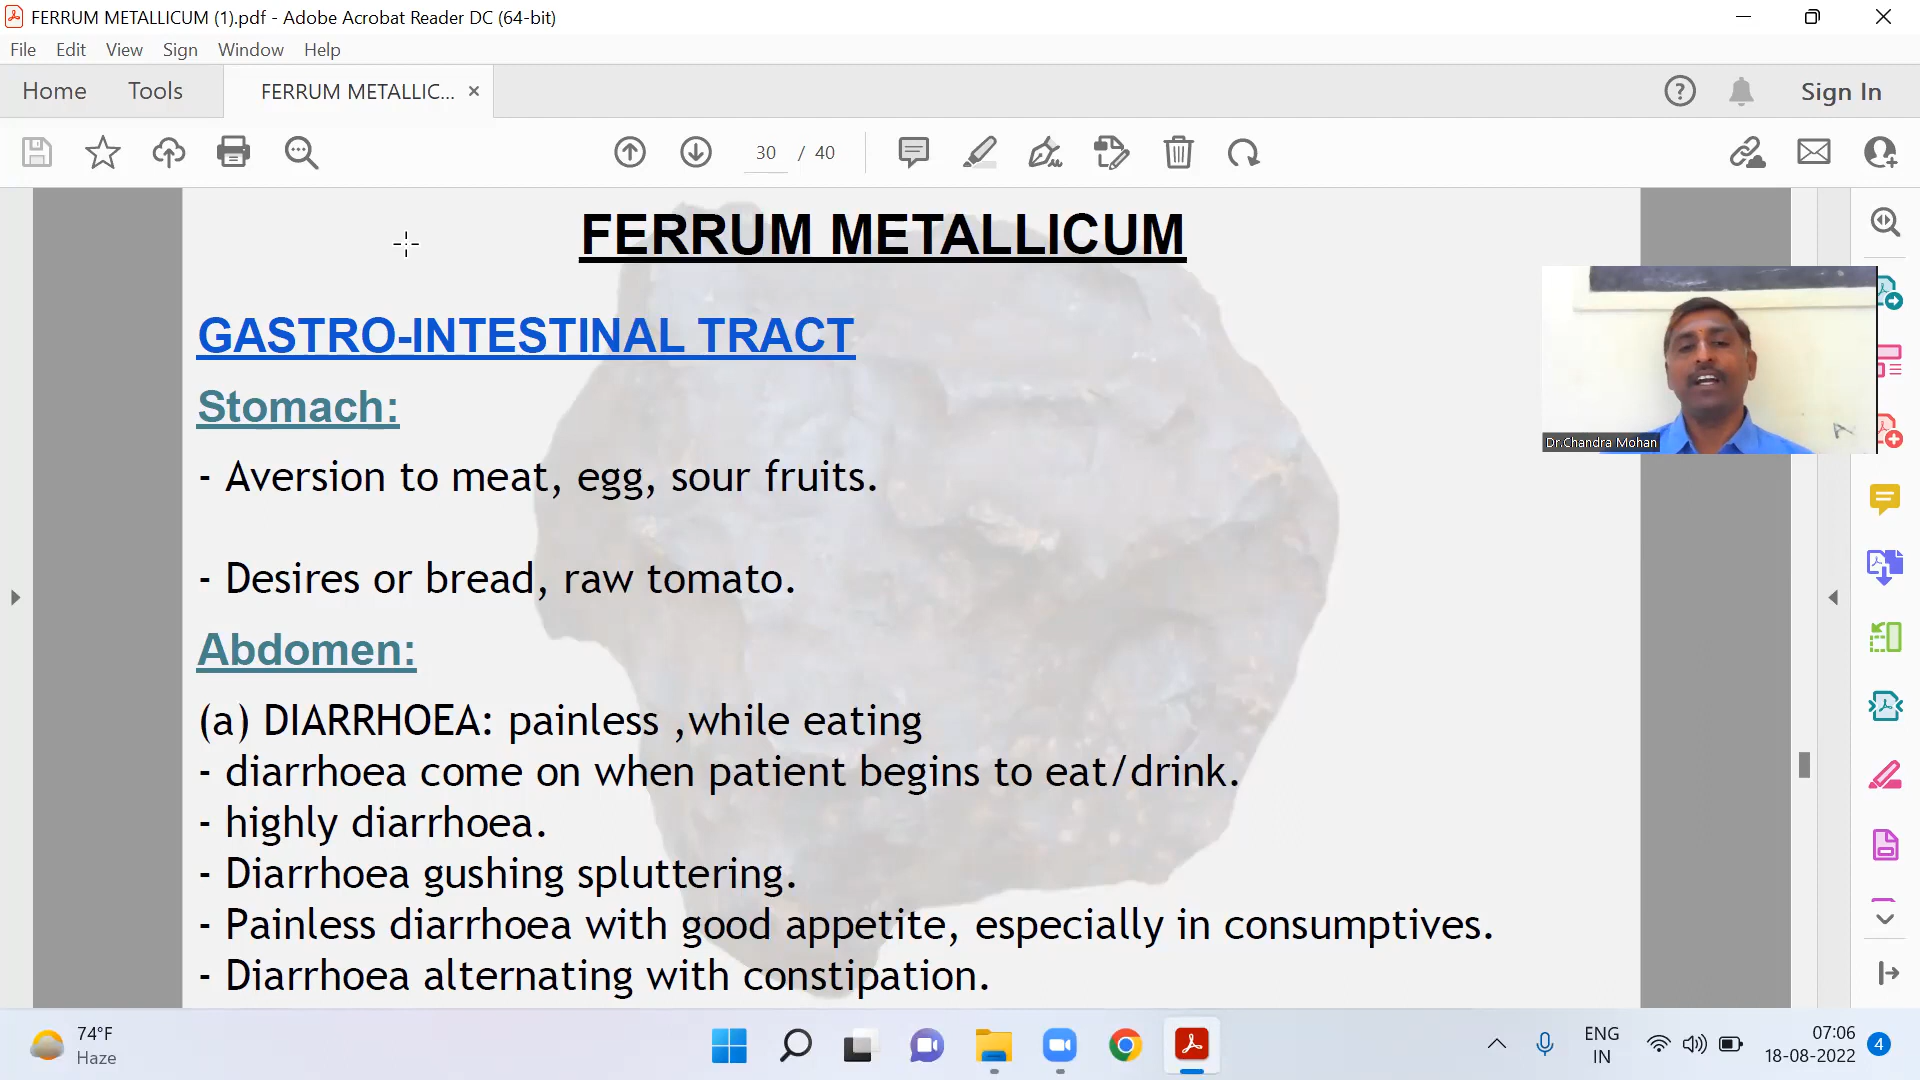 FERRUM METALLICUM (1).pdf - Adobe Acrobat Reader DC (64-bit)
File Edit View Sign Window Help
Home Tools FERRUM METALLIC... × Sign In
30 / 40
FERRUM METALLICUM
GASTRO-INTESTINAL TRACT
Stomach:
- Aversion to meat, egg, sour fruits.
- Desires or bread, raw tomato.
Abdomen:
(a) DIARRHOEA: painless ,while eating
- diarrhoea come on when patient begins to eat/drink.
- highly diarrhoea.
- Diarrhoea gushing spluttering.
- Painless diarrhoea with good appetite, especially in consumptives.
- Diarrhoea alternating with constipation.
Dr.Chandra Mohan
74°F
Haze
ENG
IN
07:06
18-08-2022
4